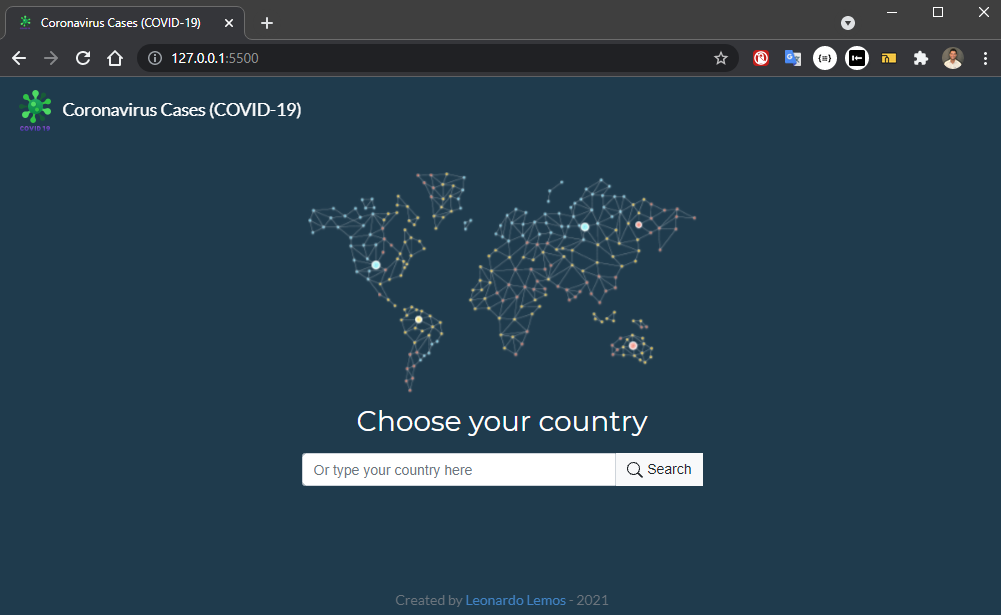 Coronavirus Cases (COVID-19)
127.0.0.1:5500
COVID 19
Coronavirus Cases (COVID-19)
Choose your country
Or type your country here
Search
Created by Leonardo Lemos - 2021